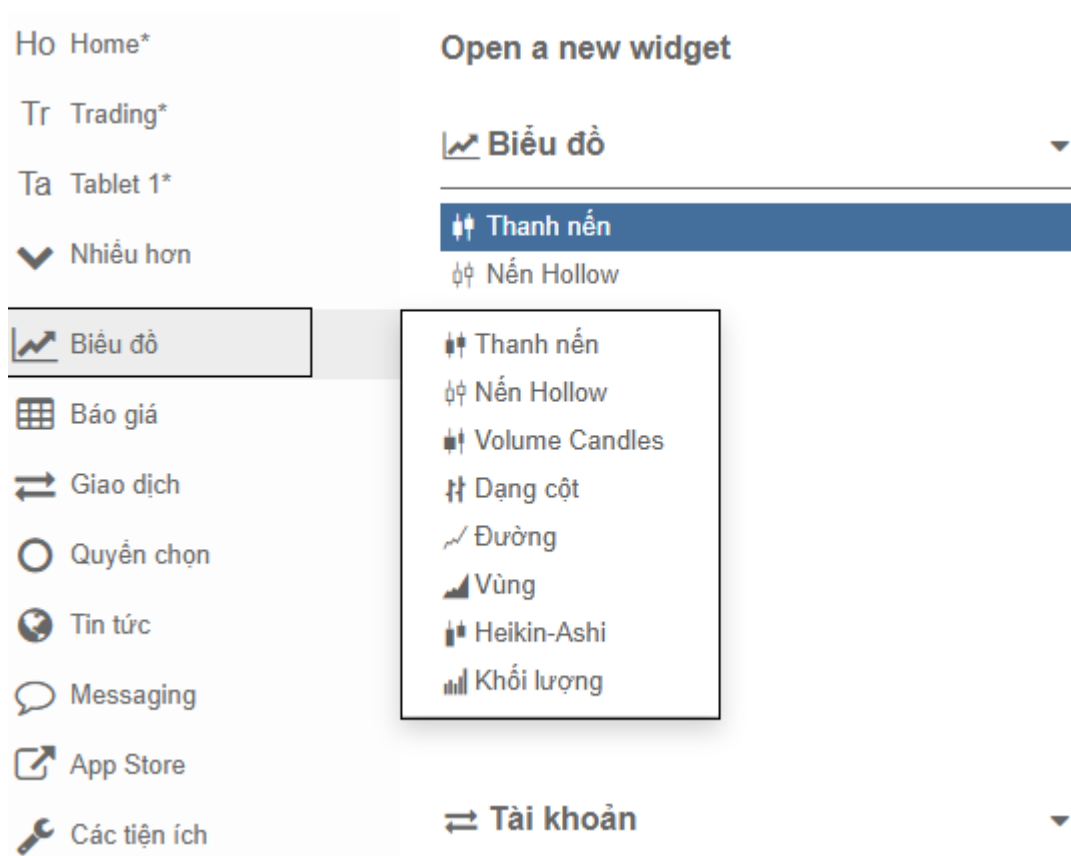 Ho Home*
Tr Trading*
Ta Tablet 1*
Nhiều hơn
Biểu đồ
Báo giá
Giao dịch
Quyền chọn
Tin tức
Messaging
App Store
Các tiện ích
Open a new widget
Biểu đồ
Thanh nến
Nến Hollow
Thanh nến
Nến Hollow
Volume Candles
Dạng cột
Đường
Vùng
Heikin-Ashi
Khối lượng
Tài khoản